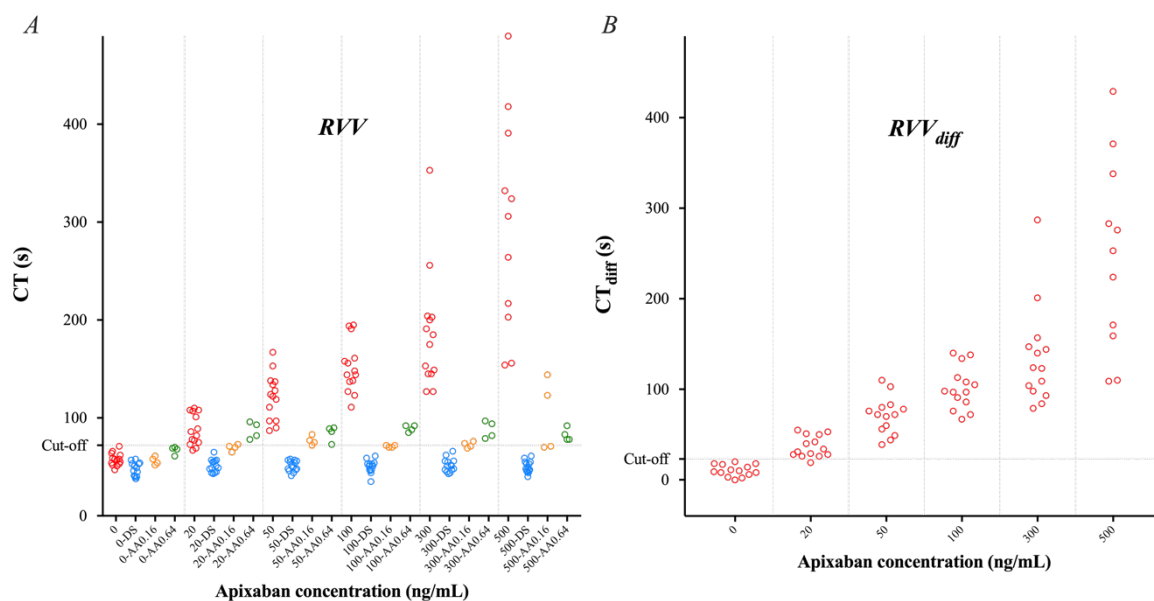 A
RVV
CT (s)
400
300
200
100
Cut-off
0
0
0-DS
0-AA0.16
0-AA0.64
20
20-DS
20-AA0.16
20-AA0.64
50
50-DS
50-AA0.16
50-AA0.64
100
100-DS
100-AA0.16
100-AA0.64
300
300-DS
300-AA0.16
300-AA0.64
500
500-DS
500-AA0.16
500-AA0.64
Apixaban concentration (ng/mL)
B
RVVdiff
CTdiff (s)
400
300
200
100
Cut-off
0
0
20
50
100
300
500
Apixaban concentration (ng/mL)